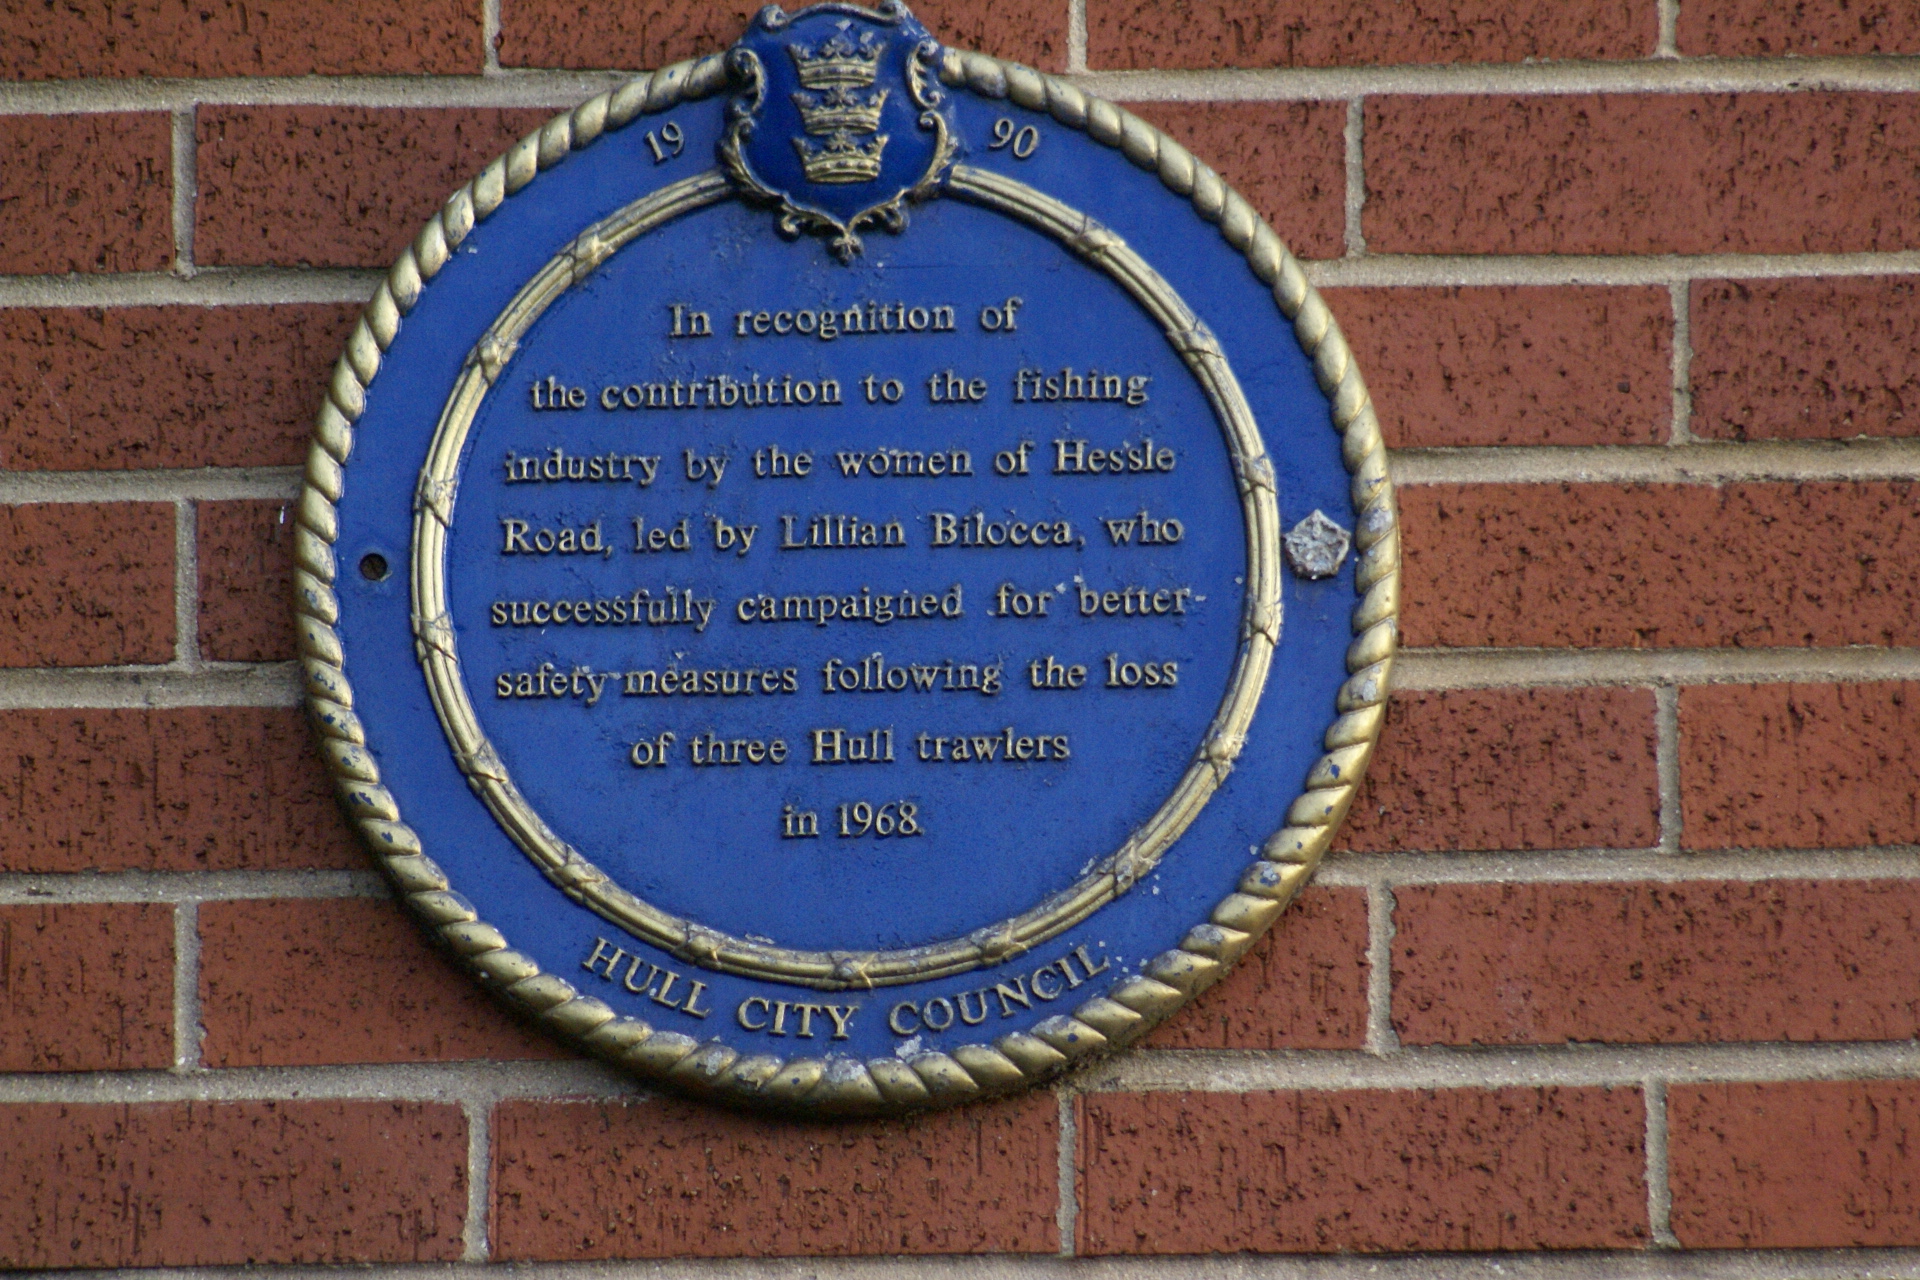 19 90
In recognition of
the contribution to the fishing
industry by the women of Hessle
Road, led by Lillian Bilocca, who
successfully campaigned for better
safety measures following the loss
of three Hull trawlers
in 1968.
HULL CITY COUNCIL